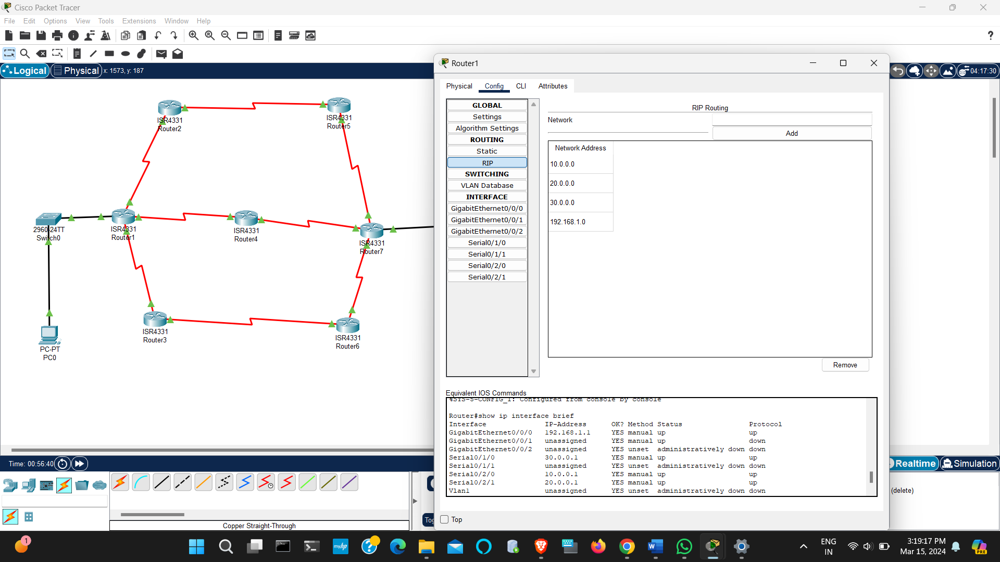 Cisco Packet Tracer
File Edit Options View Tools Extensions Window Help
Logical Physical x: 1573, y: 187
04:17:30
ISR4331
Router2
ISR4331
Router5
2960-24TT
Switch0
ISR4331
Router1
ISR4331
Router4
ISR4331
Router7
ISR4331
Router3
ISR4331
Router6
PC-PT
PC0
Router1
Physical Config CLI Attributes
GLOBAL
Settings
Algorithm Settings
ROUTING
Static
RIP
SWITCHING
VLAN Database
INTERFACE
GigabitEthernet0/0/0
GigabitEthernet0/0/1
GigabitEthernet0/0/2
Serial0/1/0
Serial0/1/1
Serial0/2/0
Serial0/2/1
RIP Routing
Network
Add
Network Address
10.0.0.0
20.0.0.0
30.0.0.0
192.168.1.0
Remove
Equivalent IOS Commands
%SYS-5-CONFIG_I: Configured from console by console
Router#show ip interface brief
Interface IP-Address OK? Method Status Protocol
GigabitEthernet0/0/0 192.168.1.1 YES manual up up
GigabitEthernet0/0/1 unassigned YES manual up down
GigabitEthernet0/0/2 unassigned YES unset administratively down down
Serial0/1/0 30.0.0.1 YES manual up up
Serial0/1/1 unassigned YES unset administratively down down
Serial0/2/0 10.0.0.1 YES manual up up
Serial0/2/1 20.0.0.1 YES manual up up
Vlan1 unassigned YES unset administratively down down
Top
Time: 00:56:40
Realtime Simulation
(delete)
Tog
Copper Straight-Through
1
myhp
ENG
IN
3:19:17 PM
Mar 15, 2024
PRE